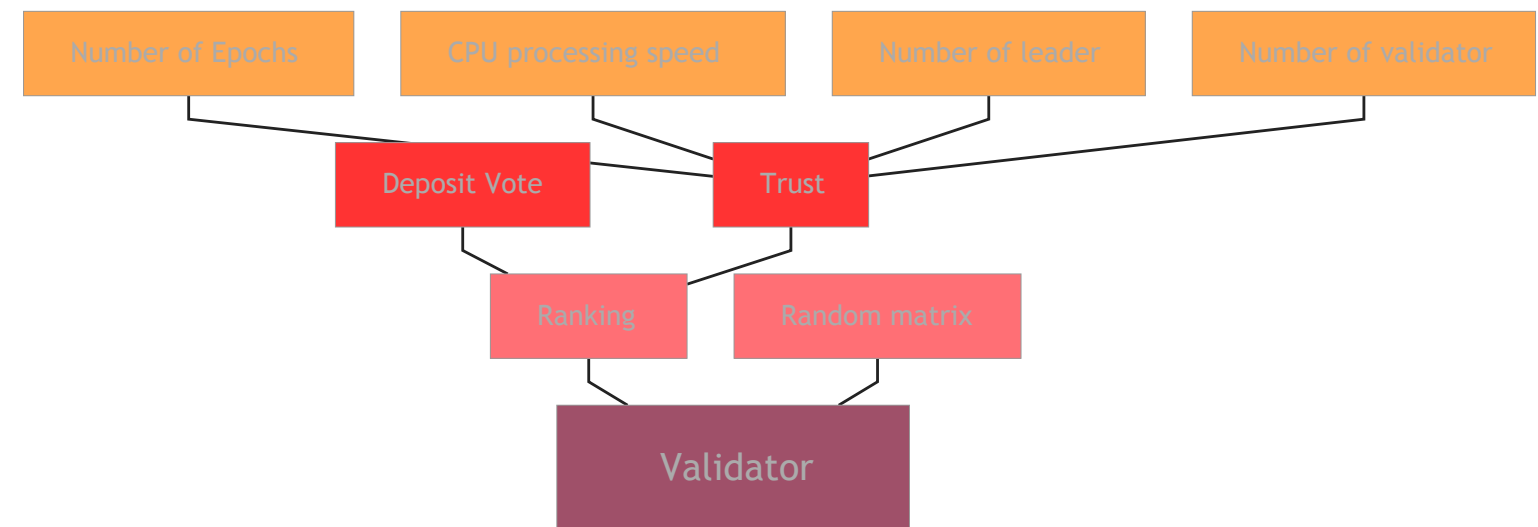 Number of Epochs
CPU processing speed
Number of leader
Number of validator
Deposit Vote
Trust
Ranking
Random matrix
Validator